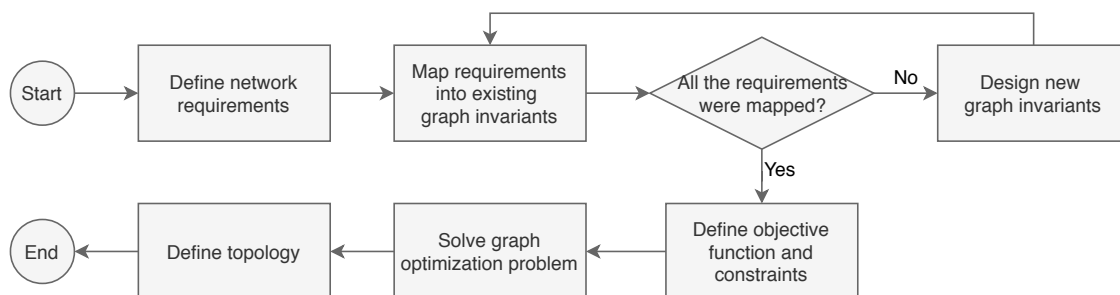 Start
Define network
requirements
Map requirements
into existing
graph invariants
All the requirements
were mapped?
No
Design new
graph invariants
Yes
Define objective
function and
constraints
Solve graph
optimization problem
Define topology
End